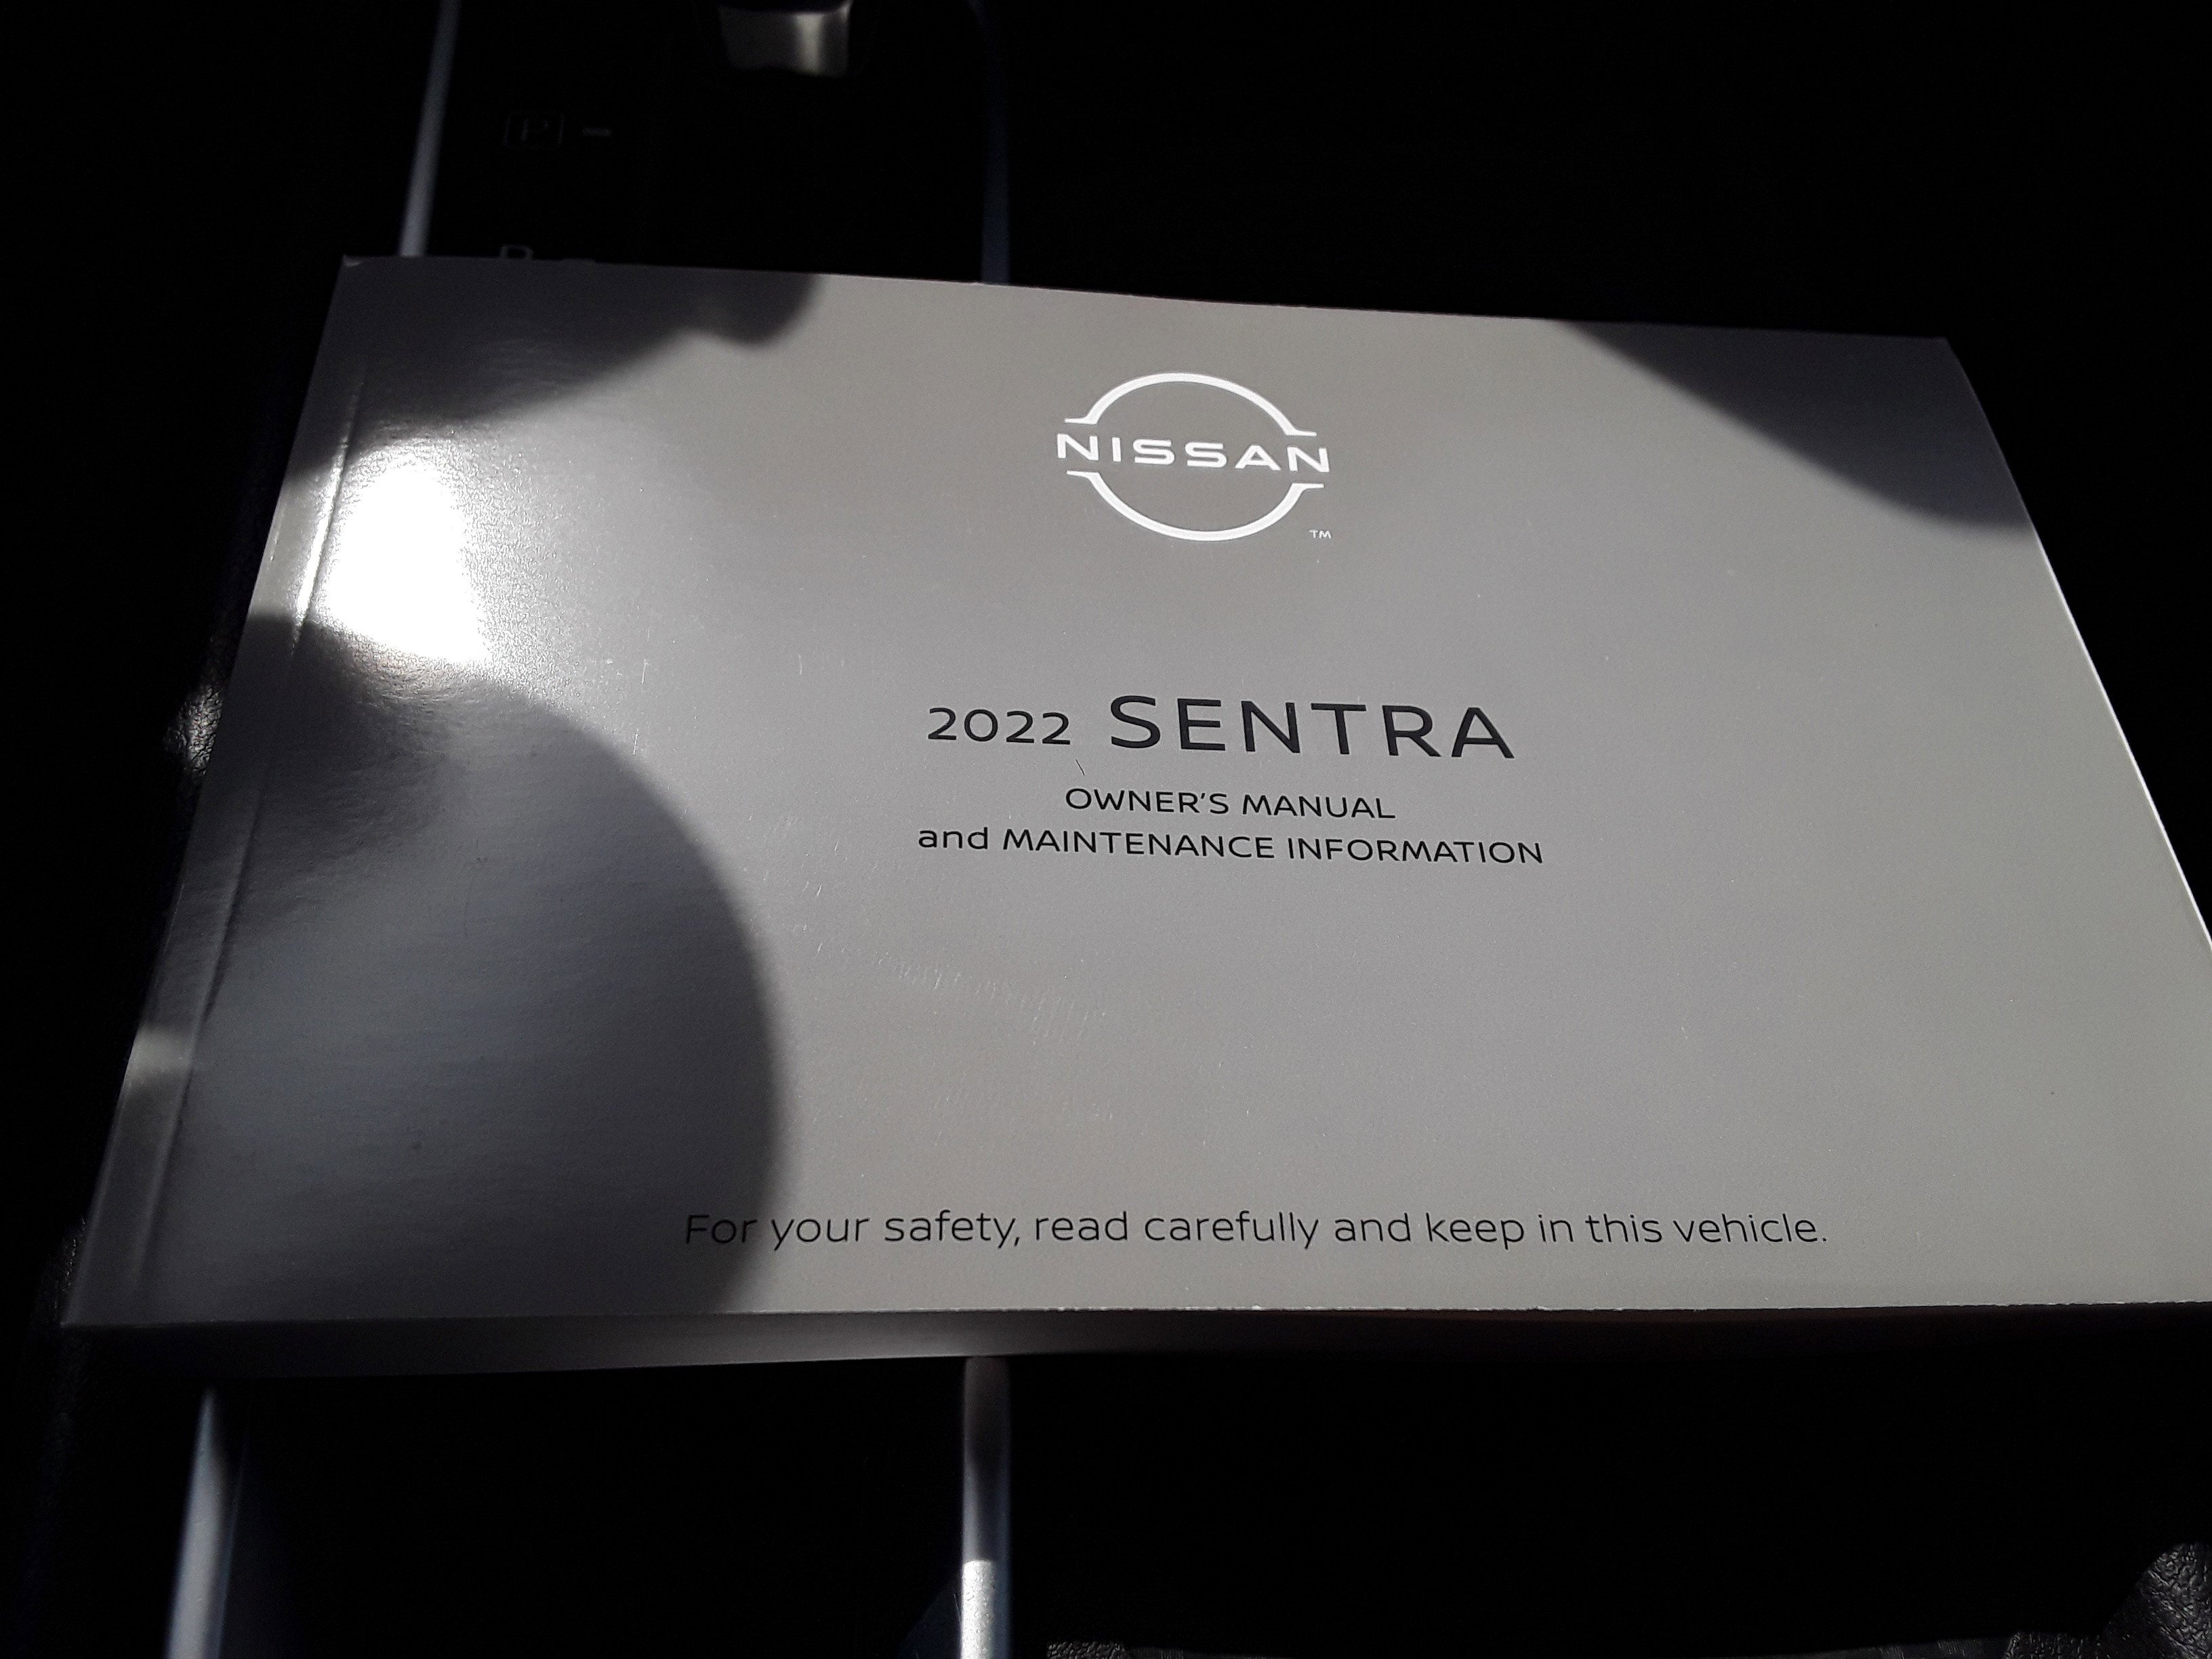 P
R
NISSAN
TM
2022 SENTRA
OWNER'S MANUAL
and MAINTENANCE INFORMATION
For your safety, read carefully and keep in this vehicle.